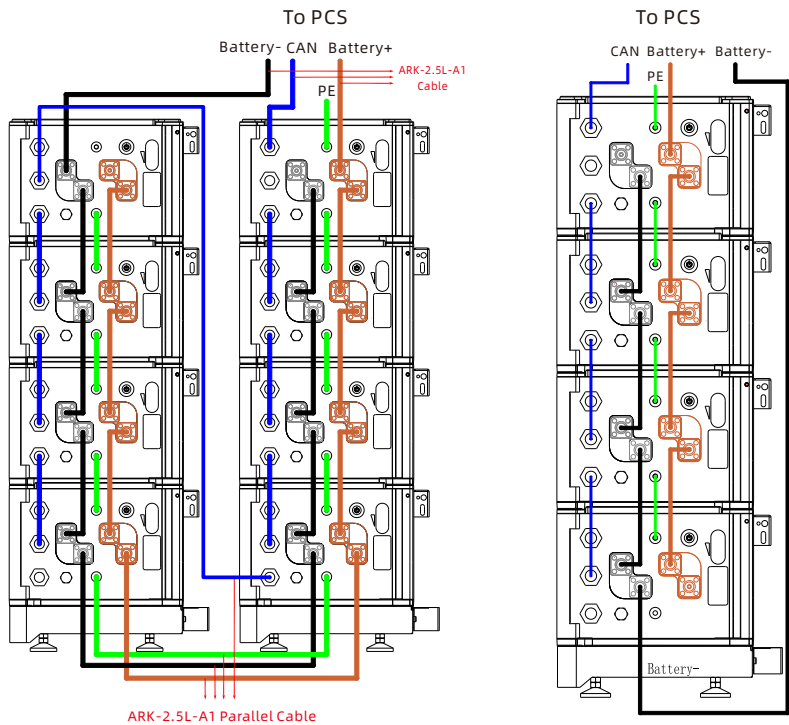 To PCS
Battery- CAN Battery+
ARK-2.5L-A1
Cable
PE
ARK-2.5L-A1 Parallel Cable
To PCS
CAN Battery+ Battery-
PE
Battery-